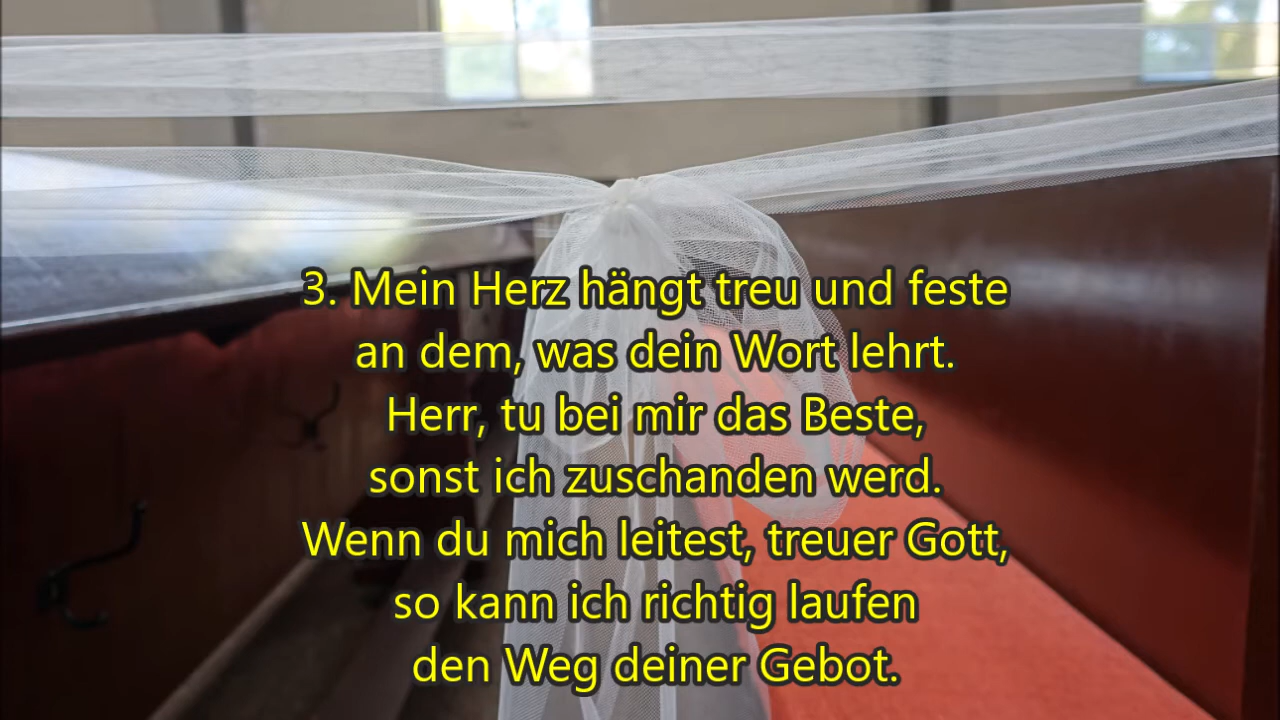 3. Mein Herz hängt treu und feste
an dem, was dein Wort lehrt.
Herr, tu bei mir das Beste,
sonst ich zuschanden werd.
Wenn du mich leitest, treuer Gott,
so kann ich richtig laufen
den Weg deiner Gebot.